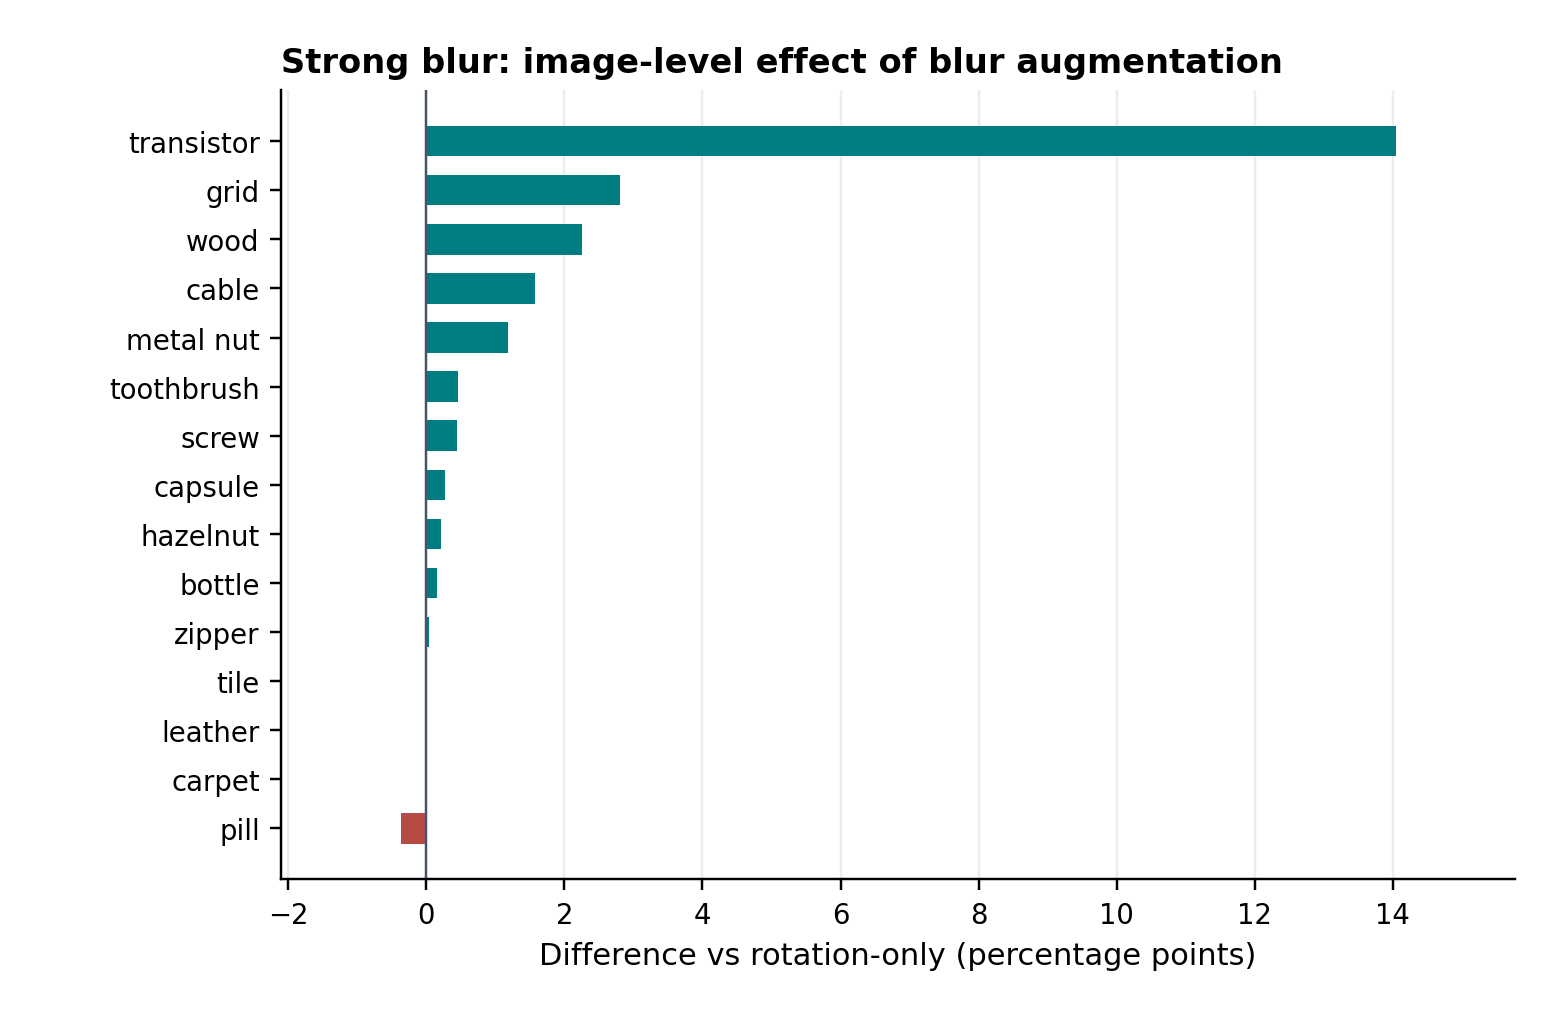 Strong blur: image-level effect of blur augmentation
transistor
grid
wood
cable
metal nut
toothbrush
screw
capsule
hazelnut
bottle
zipper
tile
leather
carpet
pill
−2 0 2 4 6 8 10 12 14
Difference vs rotation-only (percentage points)